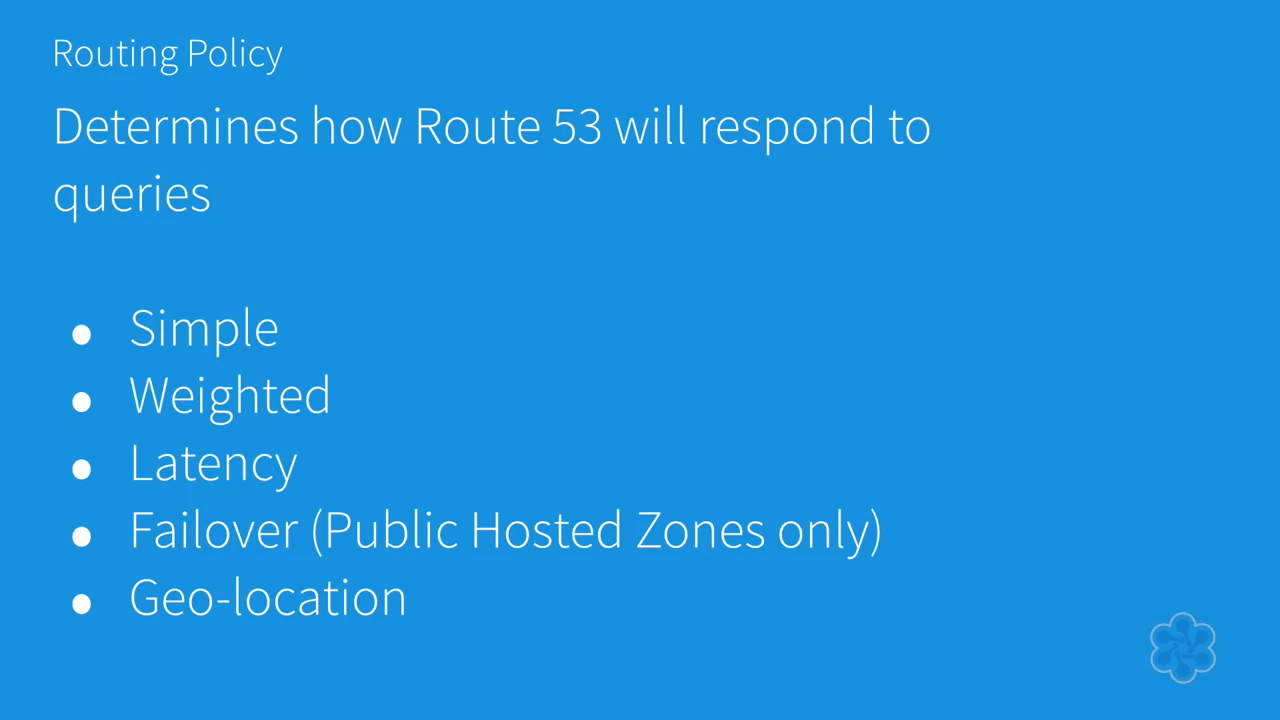 Routing Policy
Determines how Route 53 will respond to
queries
● Simple
● Weighted
● Latency
● Failover (Public Hosted Zones only)
● Geo-location